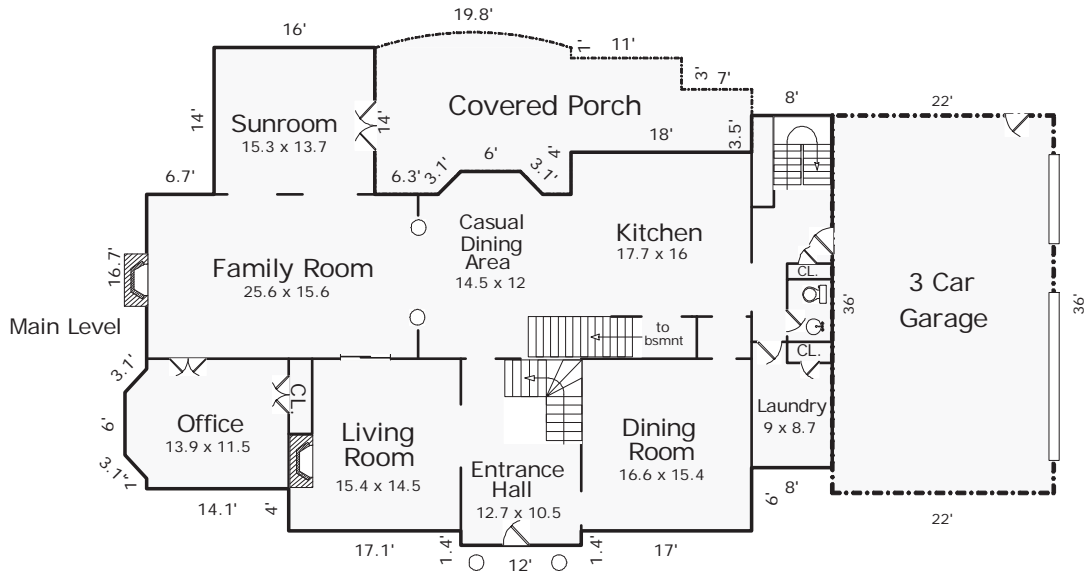 19.8'
16'
1'
11'
3'
7'
8'
22'
14'
Sunroom
15.3 x 13.7
14'
Covered Porch
18'
3.5'
6.7'
6.3'
3.1'
6'
3.1'
4'
Casual
Dining
Area
14.5 x 12
Kitchen
17.7 x 16
16.7'
Family Room
25.6 x 15.6
CL.
3 Car
Garage
36'
36'
Main Level
to
bsmnt
CL.
3.1'
6'
3.1'
1'
Office
13.9 x 11.5
CL.
Living
Room
15.4 x 14.5
Entrance
Hall
12.7 x 10.5
Dining
Room
16.6 x 15.4
Laundry
9 x 8.7
14.1'
4'
17.1'
1.4'
12'
1.4'
17'
6'
8'
22'